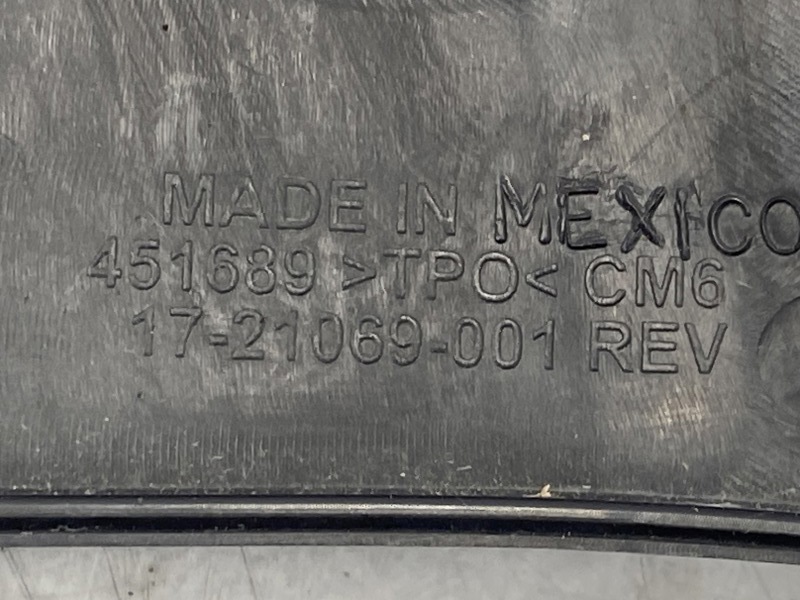 MADE IN MEXICO
451689 >TPO< CM6
17-21069-001 REV